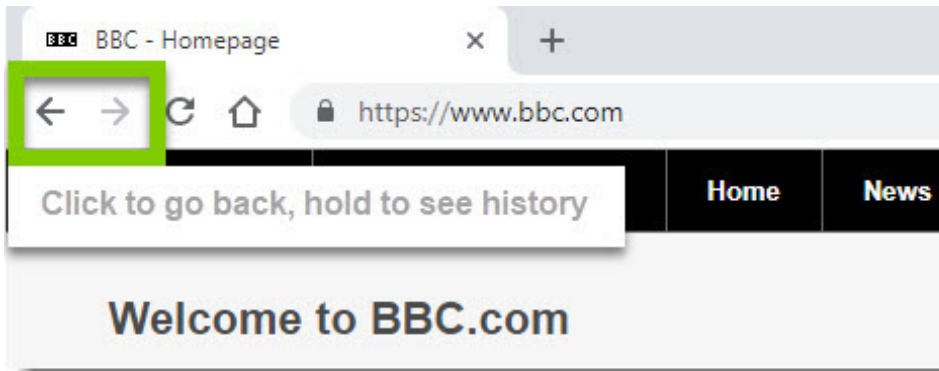 BBC BBC - Homepage
https://www.bbc.com
Home News
Click to go back, hold to see history
Welcome to BBC.com